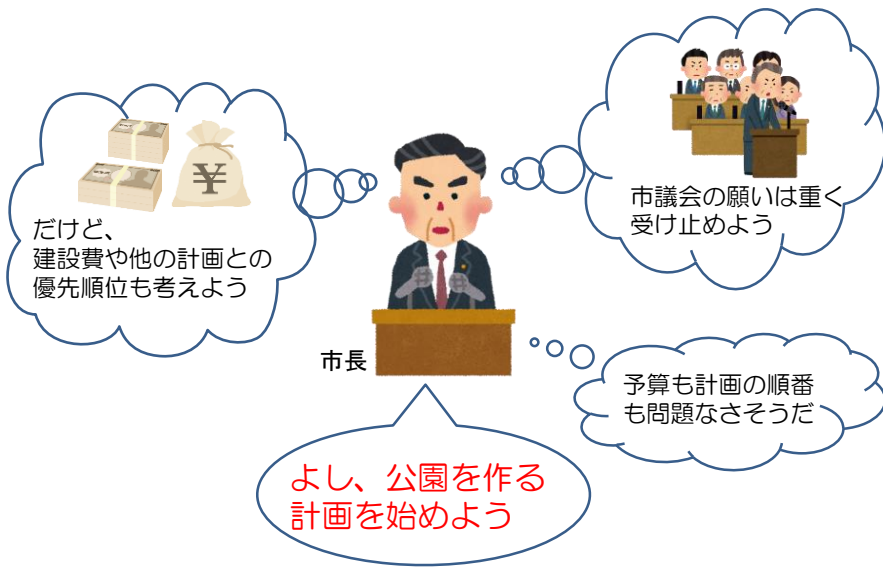 市議会の願いは重く
受け止めよう
だけど、
建設費や他の計画との
優先順位も考えよう
¥
市長
予算も計画の順番
も問題なさそうだ
よし、公園を作る
計画を始めよう